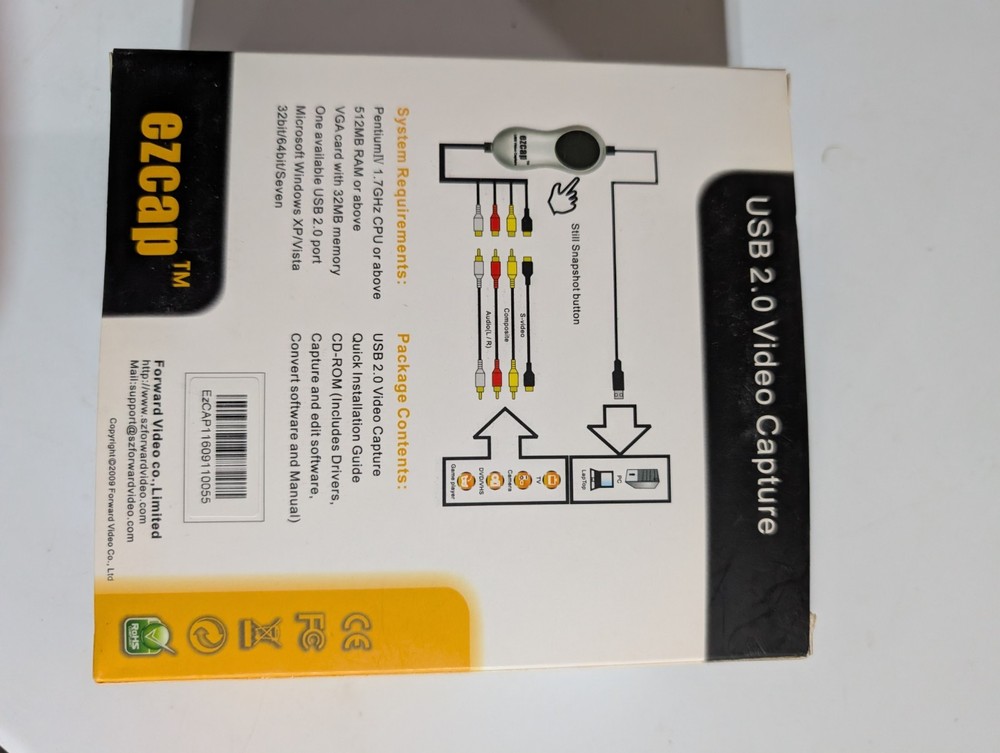 USB 2.0 Video Capture
ezcap™
Still Snapshot button
S-video
Composite
Audio(L / R)
PC
Lap Top
TV
Camera
DVD/VHS
Game player
System Requirements:
PentiumⅣ 1.7GHz CPU or above
512MB RAM or above
VGA card with 32MB memory
One available USB 2.0 port
Microsoft Windows XP/Vista
32bit/64bit/Seven
Package Contents:
USB 2.0 Video Capture
Quick Installation Guide
CD-ROM (Includes Drivers,
Capture and edit software,
Convert software and Manual)
ezcap™
EzCAP11609110055
Forward Video co.,Limited
http://www.szforwardvideo.com
Mail:support@szforwardvideo.com
Copyright©2009 Forward Video Co., Ltd
CE
FC
RoHS